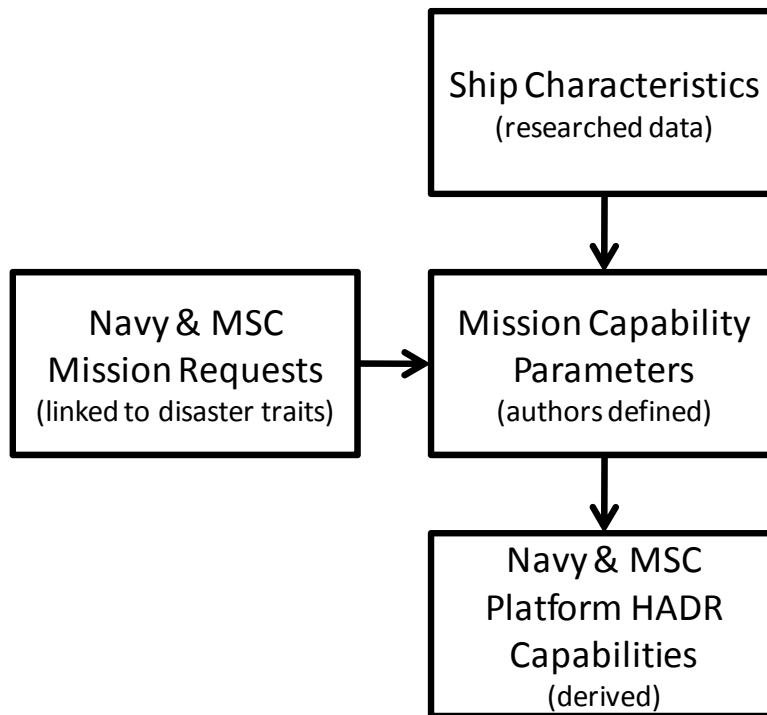 Ship Characteristics
(researched data)
Navy & MSC
Mission Requests
(linked to disaster traits)
Mission Capability
Parameters
(authors defined)
Navy & MSC
Platform HADR
Capabilities
(derived)